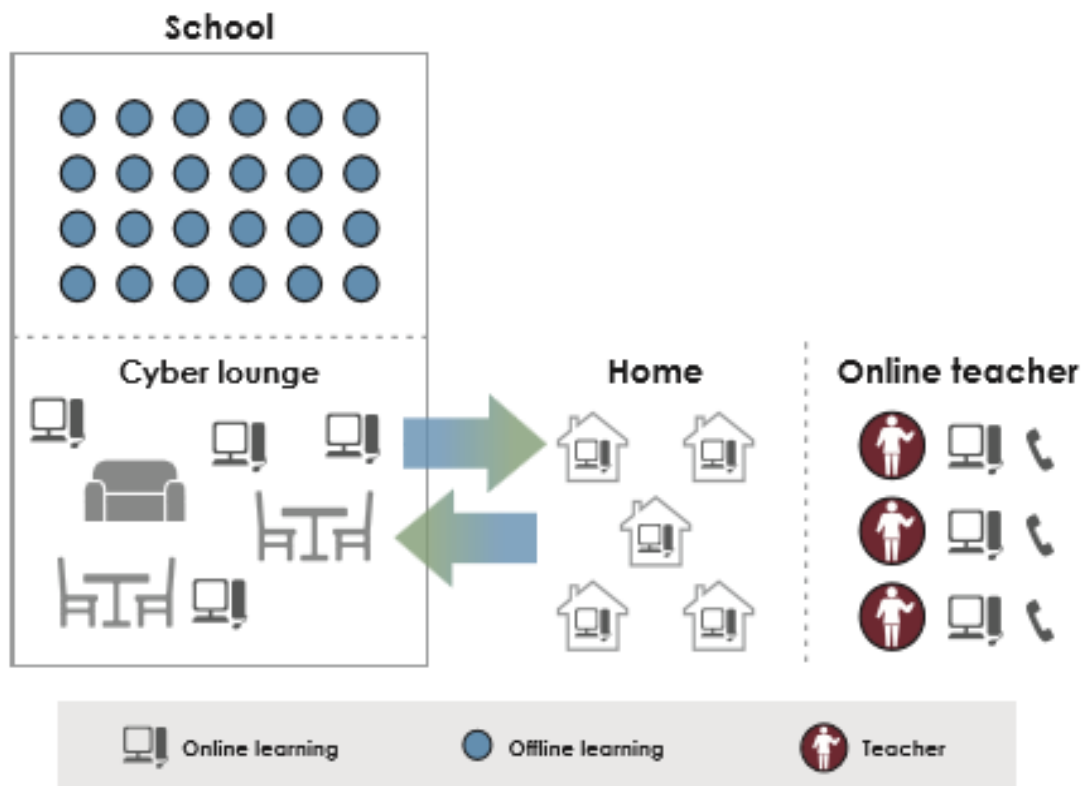 School
Cyber lounge
Home
Online teacher
Online learning
Offline learning
Teacher